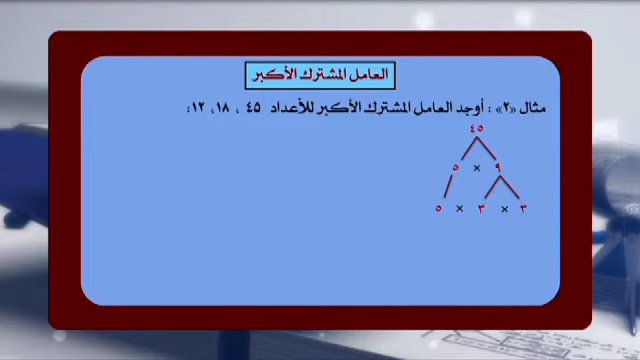 العامل المشترك الأكبر
مثال «٢» : أوجد العامل المشترك الأكبر للأعداد ٤٥ ، ١٨ ، ١٢ :
٤٥
٥ × ٩
٥ × ٣ × ٣